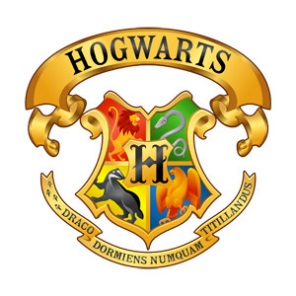 HOGWARTS
H
DRACO DORMIENS NUMQUAM TITILLANDUS